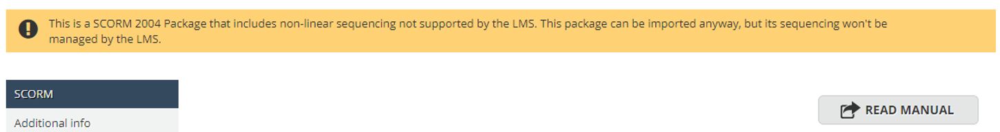 This is a SCORM 2004 Package that includes non-linear sequencing not supported by the LMS. This package can be imported anyway, but its sequencing won't be
managed by the LMS.
SCORM
READ MANUAL
Additional info